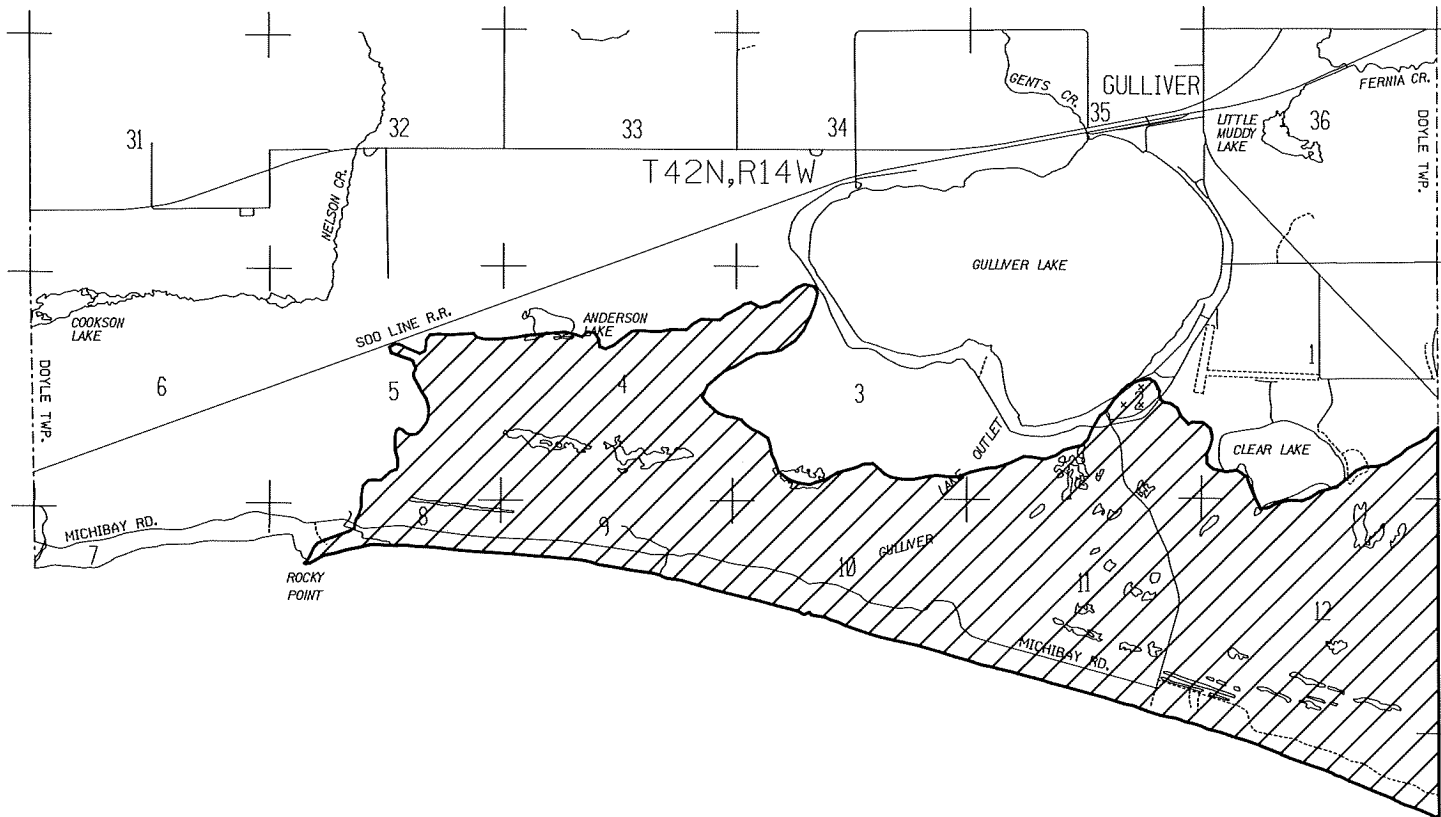 GENTS CR.
GULLIVER
FERNIA CR.
31
32
33
34
35
LITTLE
MUDDY
LAKE
36
DOYLE TWP.
T42N,R14W
NELSON CR.
GULLIVER LAKE
COOKSON
LAKE
SOO LINE R.R.
ANDERSON
LAKE
DOYLE TWP.
6
5
4
3
2
1
LAKE OUTLET
CLEAR LAKE
MICHIBAY RD.
7
8
9
GULLIVER
10
11
12
ROCKY
POINT
MICHIBAY RD.